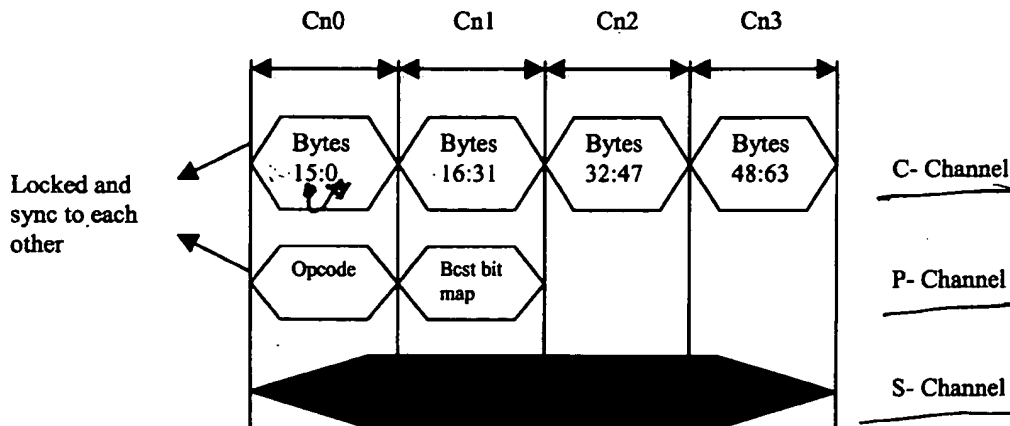 Cn0 Cn1 Cn2 Cn3
Bytes Bytes Bytes Bytes
15:0 16:31 32:47 48:63
C- Channel
Locked and
sync to each
other
Opcode Bcst bit
map
P- Channel
S- Channel